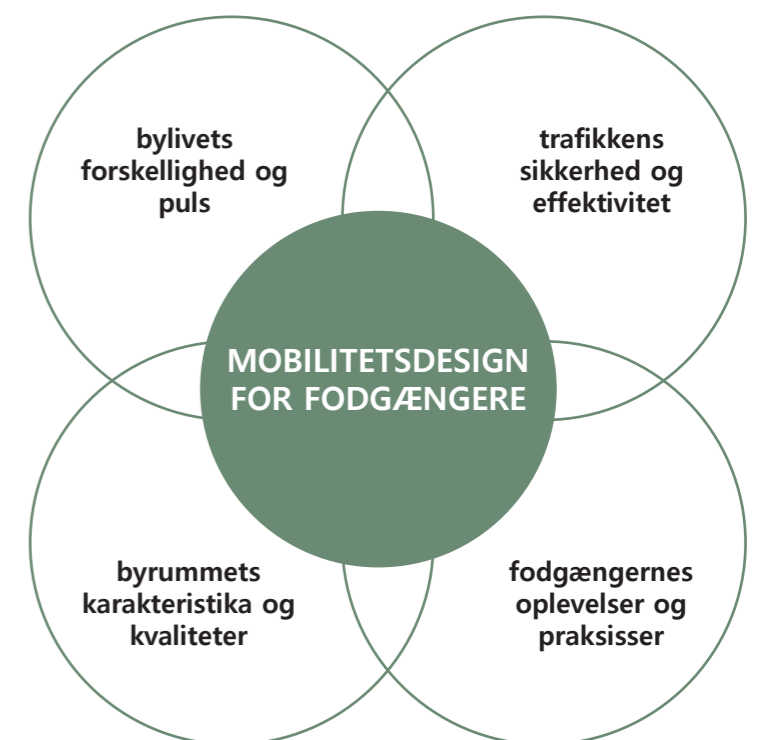 bylivets
forskellighed og
puls
trafikkens
sikkerhed og
effektivitet
MOBILITETSDESIGN
FOR FODGÆNGERE
byrummets
karakteristika og
kvaliteter
fodgængernes
oplevelser og
praksisser